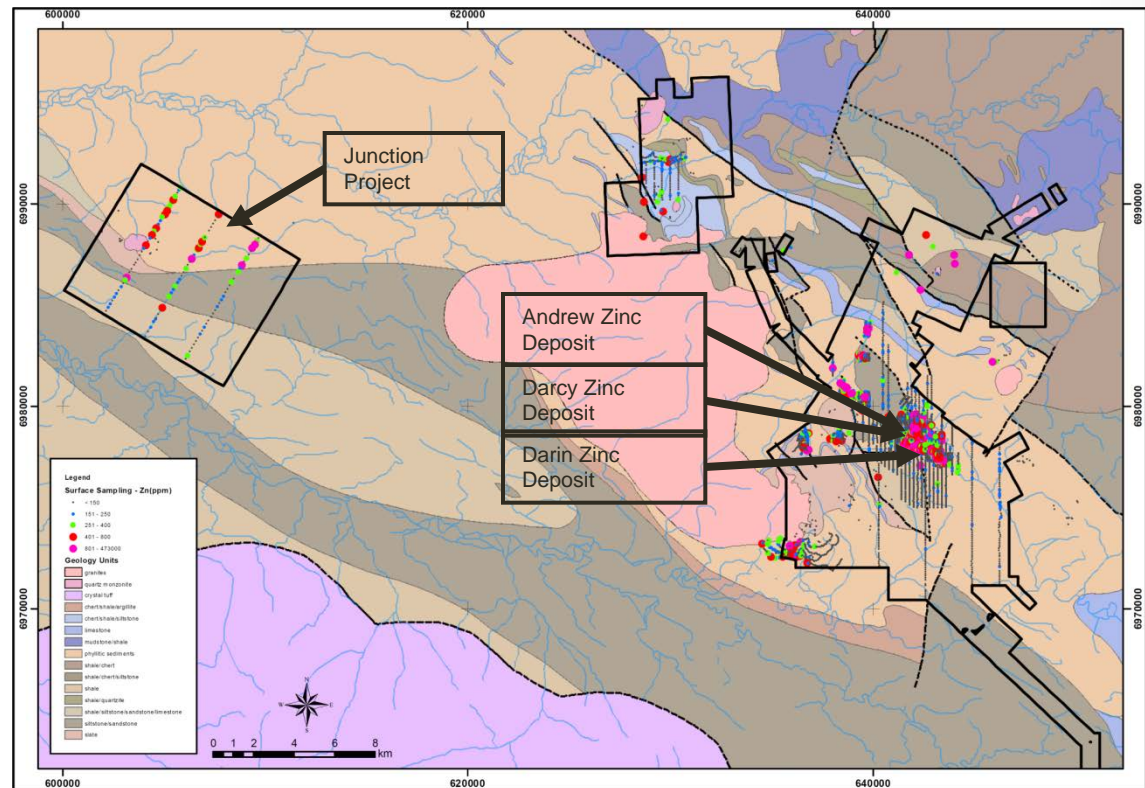 600000
620000
640000
6990000
6990000
Junction
Project
Andrew Zinc
Deposit
Darcy Zinc
Deposit
Darin Zinc
Deposit
6980000
6980000
6970000
6970000
Legend
Surface Sampling - Zn(ppm)
< 150
151 - 250
251 - 400
401 - 800
801 - 473000
Geology Units
granites
quartz monzonite
crystal tuff
chert/shale/argillite
chert/shale/siltstone
limestone
mudstone/shale
phyllitic sediments
shale/chert
shale/chert/siltstone
shale
shale/quartzite
shale/siltstone/sandstone/limestone
siltstone/sandstone
slate
N
W E
S
0 1 2 4 6 8
km
600000
620000
640000